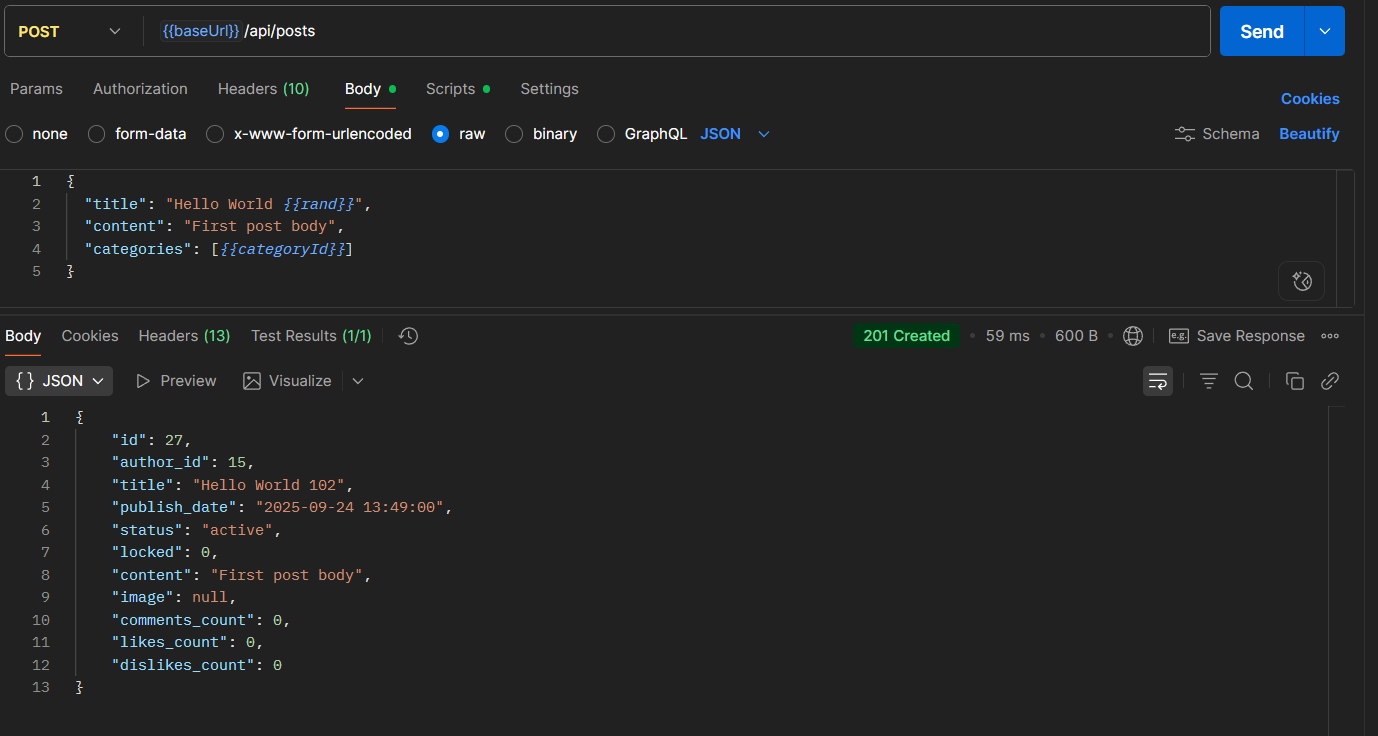 POST {{baseUrl}} /api/posts Send
Params Authorization Headers (10) Body Scripts Settings Cookies
none form-data x-www-form-urlencoded raw binary GraphQL JSON Schema Beautify
1 {
2 "title": "Hello World {{rand}}",
3 "content": "First post body",
4 "categories": [{{categoryId}}]
5 }
Body Cookies Headers (13) Test Results (1/1) 201 Created • 59 ms • 600 B • e.g. Save Response
{} JSON Preview Visualize
1 {
2 "id": 27,
3 "author_id": 15,
4 "title": "Hello World 102",
5 "publish_date": "2025-09-24 13:49:00",
6 "status": "active",
7 "locked": 0,
8 "content": "First post body",
9 "image": null,
10 "comments_count": 0,
11 "likes_count": 0,
12 "dislikes_count": 0
13 }